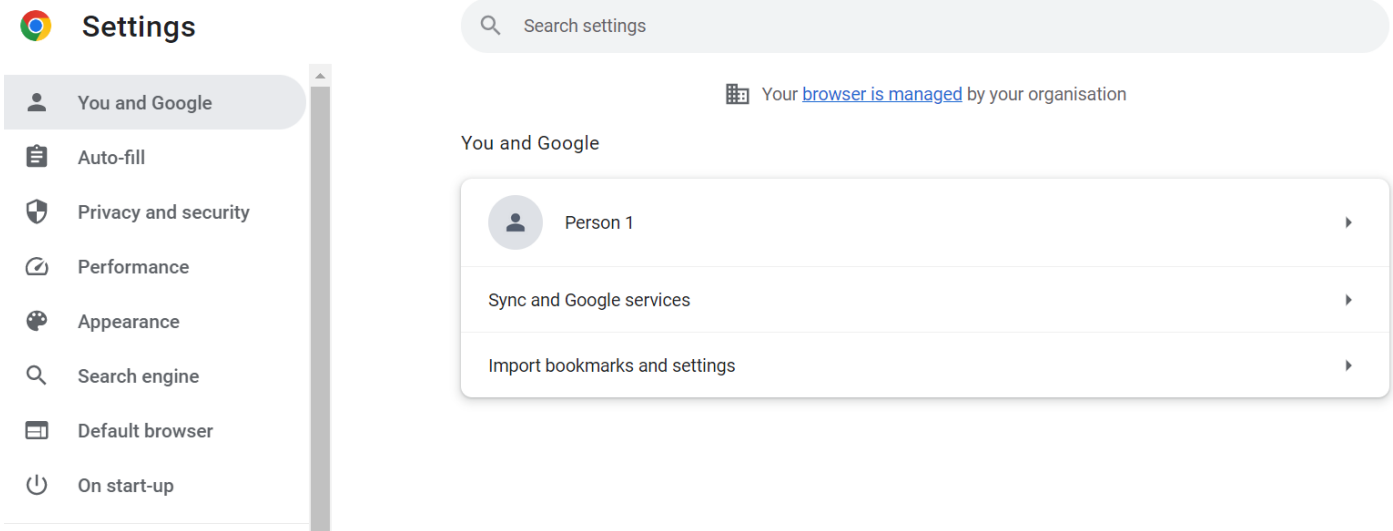 Settings
Search settings
You and Google
Auto-fill
Privacy and security
Performance
Appearance
Search engine
Default browser
On start-up
Your browser is managed by your organisation
You and Google
Person 1
Sync and Google services
Import bookmarks and settings